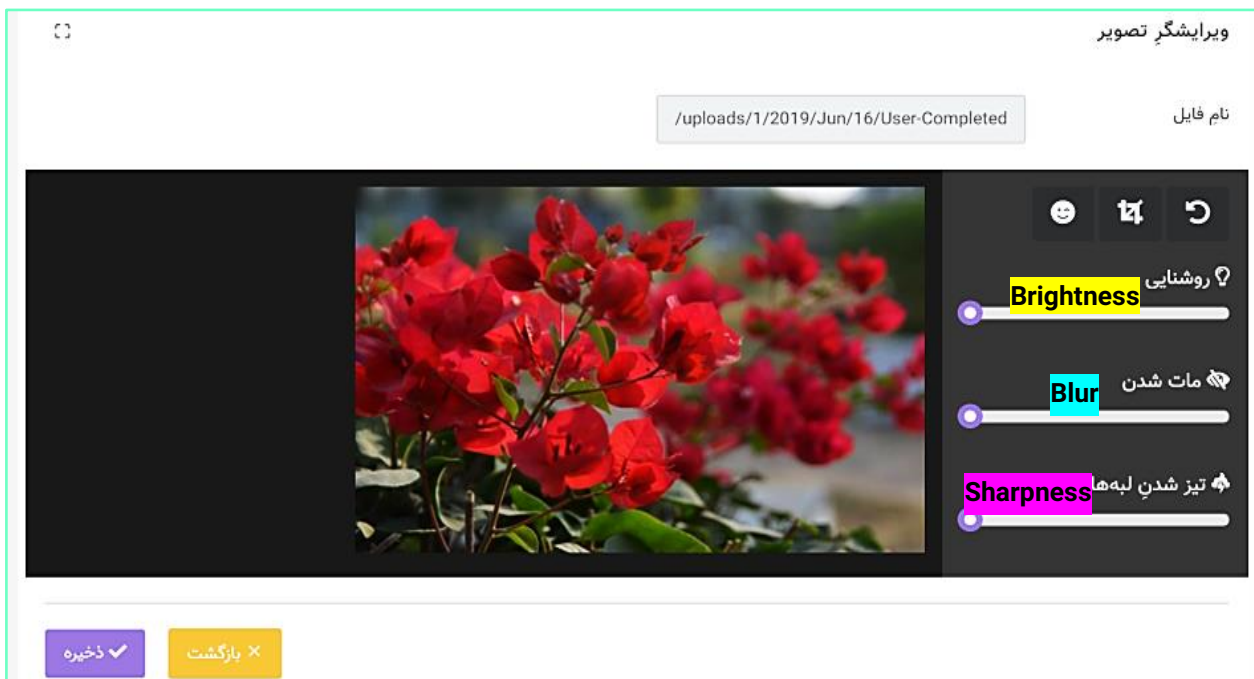 ویرایشگرِ تصویر
نامِ فایل
/uploads/1/2019/Jun/16/User-Completed
روشنایی
Brightness
مات شدن
Blur
تیز شدنِ لبه‌ها
Sharpness
بازگشت
ذخیره